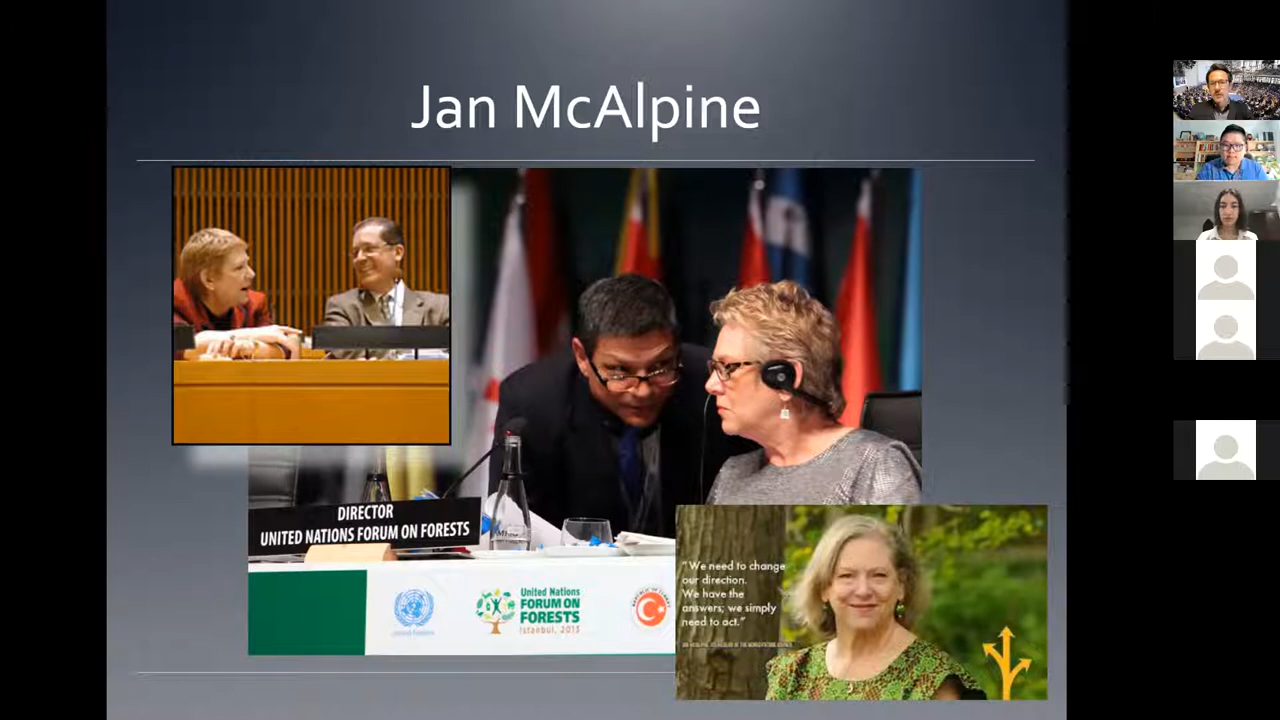 Jan McAlpine
DIRECTOR
UNITED NATIONS FORUM ON FORESTS
United Nations
FORUM ON
FORESTS
Istanbul, 2013
"We need to change
our direction.
We have the
answers; we simply
need to act."